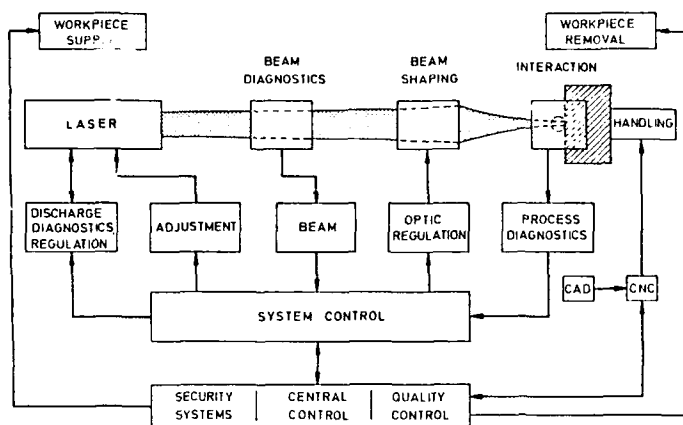 WORKPIECE
SUPPLY
WORKPIECE
REMOVAL
BEAM
DIAGNOSTICS
BEAM
SHAPING
INTERACTION
LASER
HANDLING
DISCHARGE
DIAGNOSTICS
REGULATION
ADJUSTMENT
BEAM
OPTIC
REGULATION
PROCESS
DIAGNOSTICS
CAD
CNC
SYSTEM CONTROL
SECURITY
SYSTEMS
CENTRAL
CONTROL
QUALITY
CONTROL